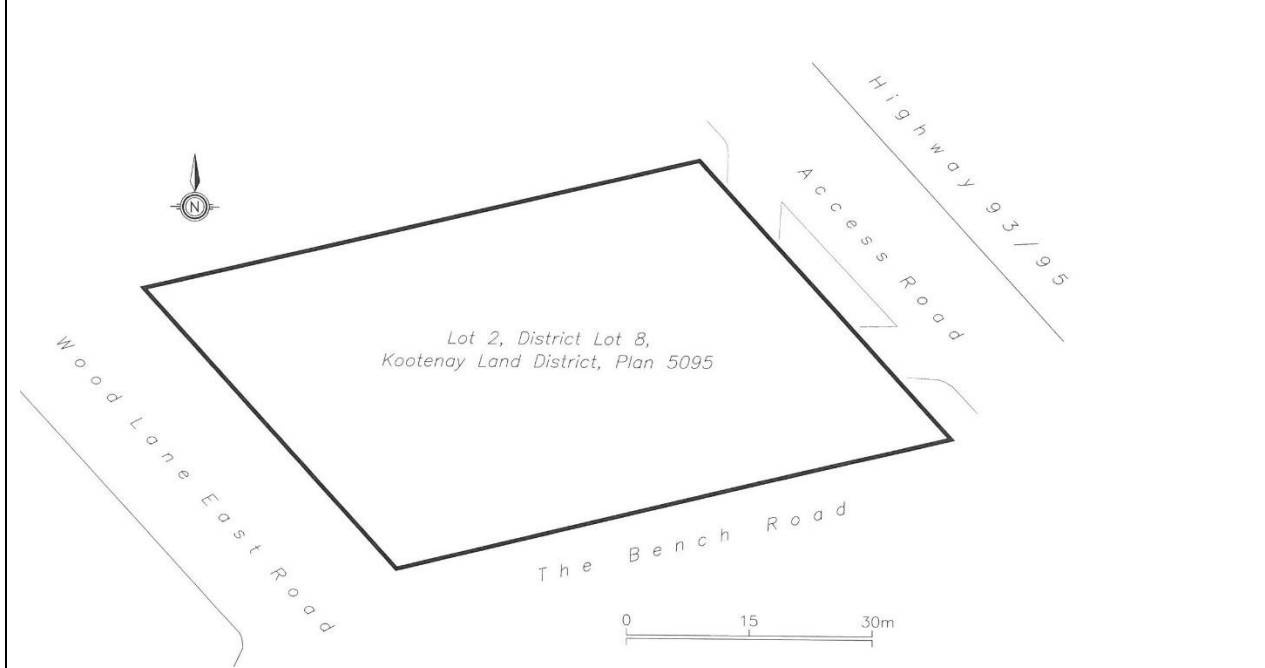 Highway 93/95
Access Road
N
Lot 2, District Lot 8,
Kootenay Land District, Plan 5095
Wood Lane East Road
The Bench Road
0 15 30m